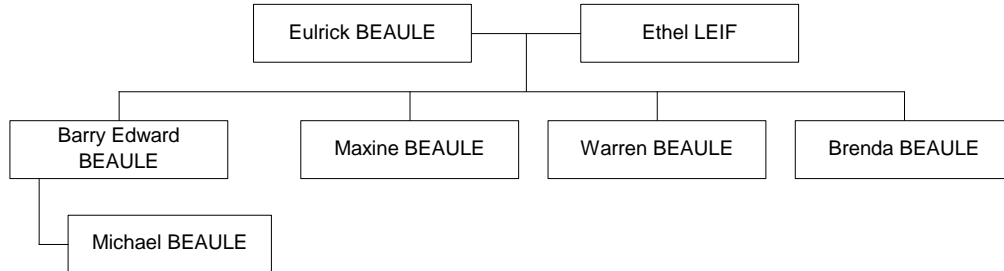 Eulrick BEAULE
Ethel LEIF
Barry Edward
BEAULE
Maxine BEAULE
Warren BEAULE
Brenda BEAULE
Michael BEAULE